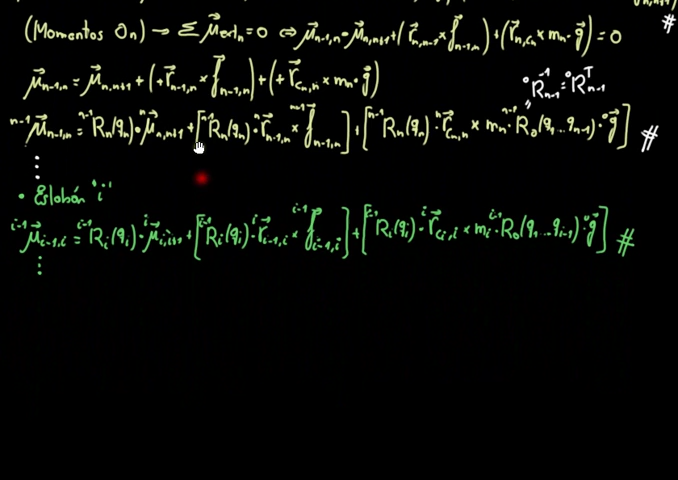 (Momentos On) → Σ μ⃗extₙ = 0 ⇔ μ⃗ₙ₋₁,ₙ - μ⃗ₙ,ₙ₊₁ + (r⃗ₙ,ₙ₋₁ × f⃗ₙ₋₁,ₙ) + (r⃗ₙ,cₙ × mₙ · g⃗) = 0 #
μ⃗ₙ₋₁,ₙ = μ⃗ₙ,ₙ₊₁ + (+r⃗ₙ₋₁,ₙ × f⃗ₙ₋₁,ₙ) + (+r⃗cₙ,ₙ × mₙ · g⃗)
⁰R⁻¹ₙ₋₁ = ⁰Rᵀₙ₋₁
ⁿ⁻¹μ⃗ₙ₋₁,ₙ = ⁿ⁻¹Rₙ(qₙ) · ⁿμ⃗ₙ,ₙ₊₁ + [ⁿ⁻¹Rₙ(qₙ) · ⁿr⃗ₙ₋₁,ₙ × ⁿ⁻¹f⃗ₙ₋₁,ₙ] + [ⁿ⁻¹Rₙ(qₙ) · ⁿr⃗cₙ,ₙ × mₙ · ⁿ⁻¹R₀(q₁...qₙ₋₁) · ⁰g⃗] #
⋮
• Eslabón "i"
ⁱ⁻¹μ⃗ᵢ₋₁,ᵢ = ⁱ⁻¹Rᵢ(qᵢ) · ⁱμ⃗ᵢ,ᵢ₊₁ + [ⁱ⁻¹Rᵢ(qᵢ) · ⁱr⃗ᵢ₋₁,ᵢ × ⁱ⁻¹f⃗ᵢ₋₁,ᵢ] + [ⁱ⁻¹Rᵢ(qᵢ) · ⁱr⃗cᵢ,ᵢ × mᵢ · ⁱ⁻¹R₀(q₁...qᵢ₋₁) · ⁰g⃗] #
⋮